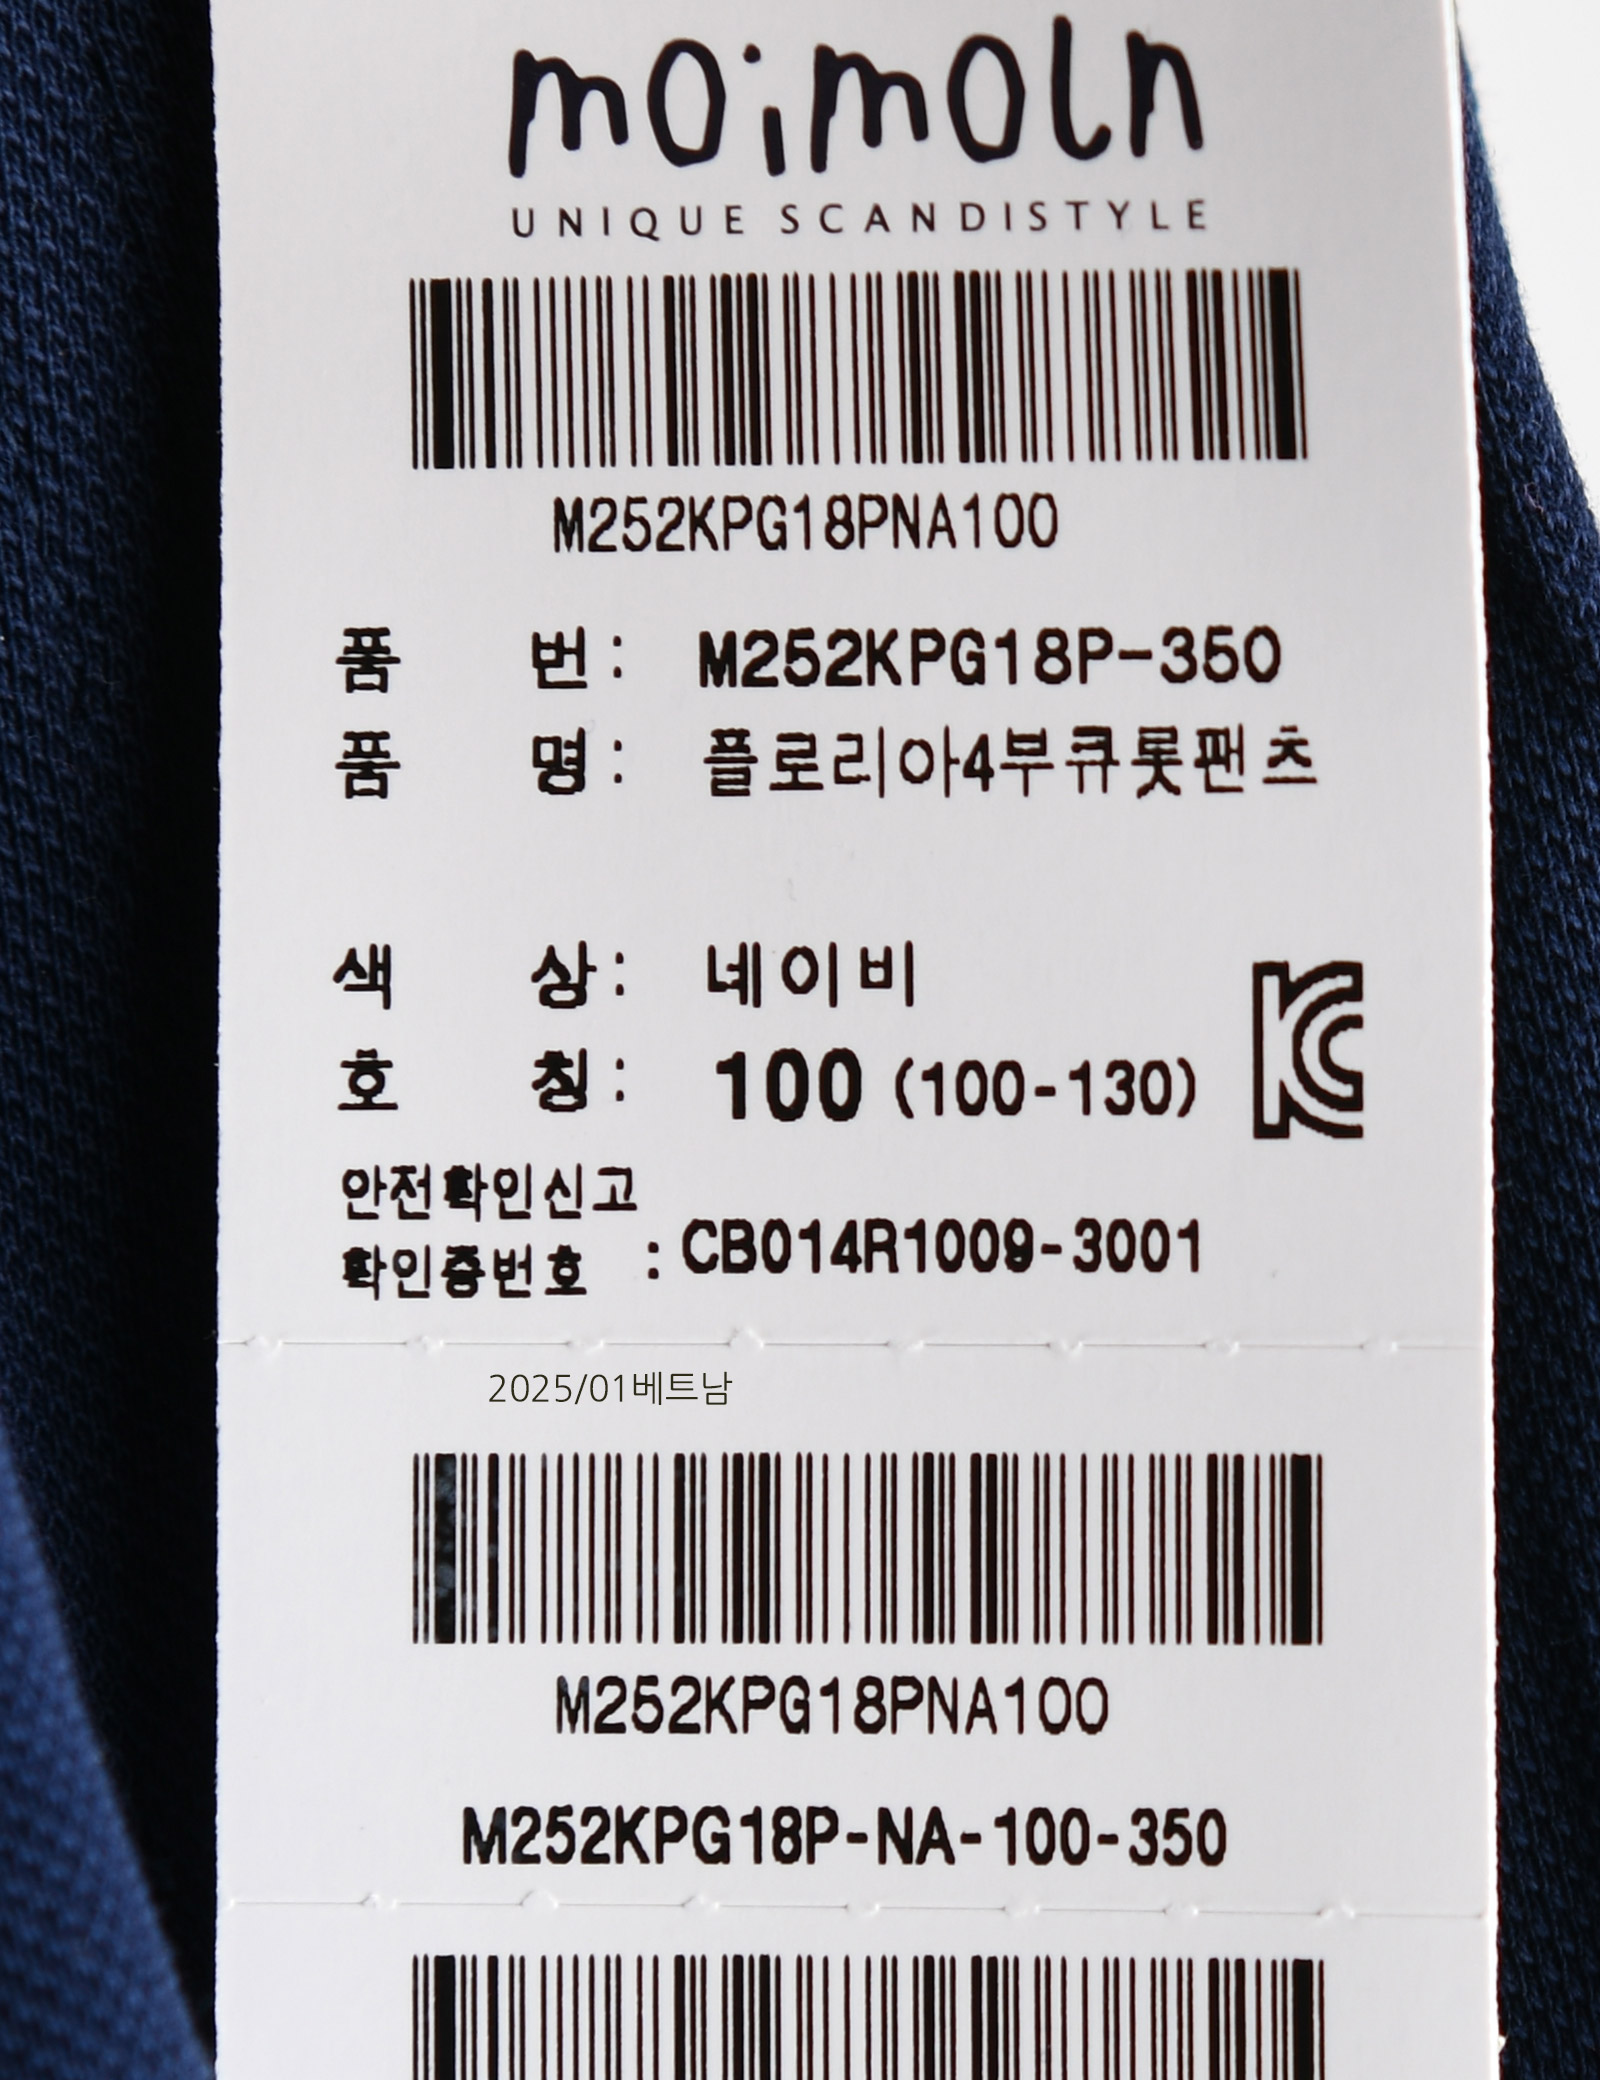 moimoln
UNIQUE SCANDISTYLE
M252KPG18PNA100
품 번 : M252KPG18P-350
품 명 : 플로리아4부큐롯팬츠
색 상 : 네이비
호 칭 : 100 (100-130)
안전확인신고
확인증번호 : CB014R1009-3001
2025/01베트남
M252KPG18PNA100
M252KPG18P-NA-100-350